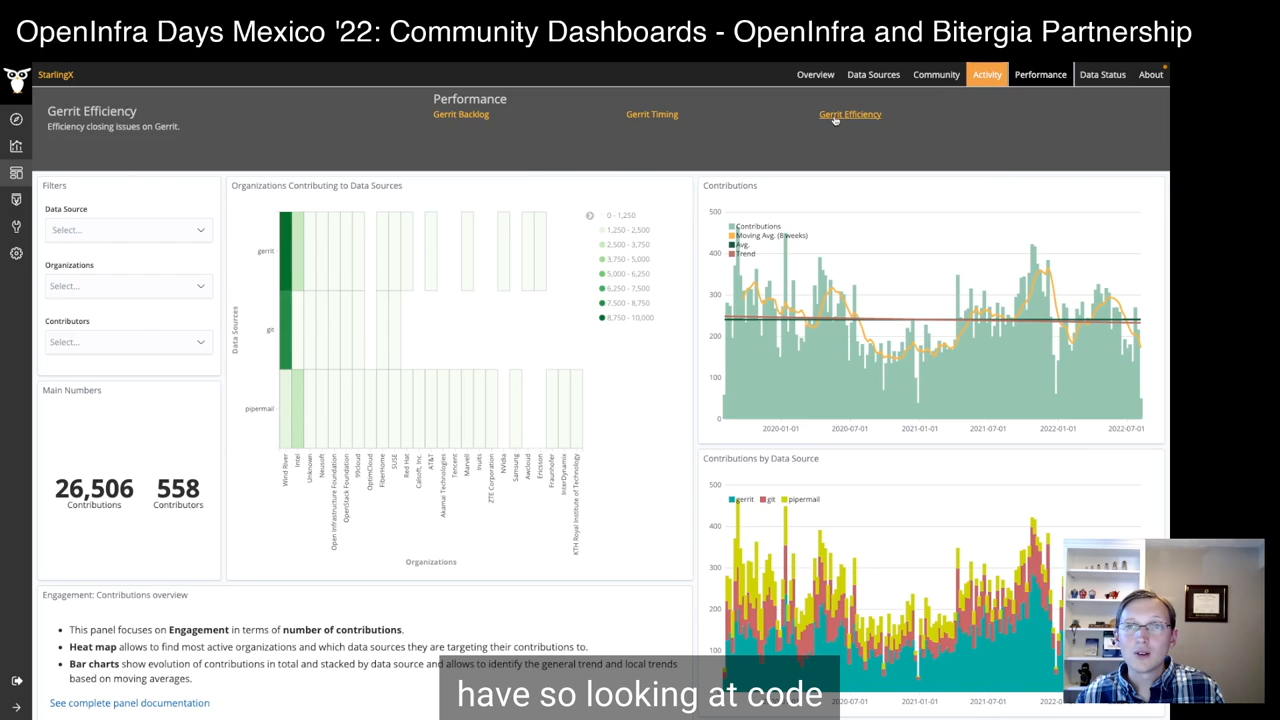 OpenInfra Days Mexico '22: Community Dashboards - OpenInfra and Bitergia Partnership
StarlingX
Overview
Data Sources
Community
Activity
Performance
Data Status
About
Gerrit Efficiency
Efficiency closing issues on Gerrit.
Performance
Gerrit Backlog
Gerrit Timing
Gerrit Efficiency
Filters
Data Source
Select...
Organizations
Select...
Contributors
Select...
Main Numbers
26,506
Contributions
558
Contributors
Organizations Contributing to Data Sources
Data Sources
gerrit
git
pipermail
Wind River
Intel
Unknown
Neusoft
Open Infrastructure Foundation
OpenStack Foundation
99cloud
OptimCloud
FiberHome
SUSE
Red Hat
Calsoft, Inc.
AT&T
Akamai Technologies
Tencent
Marvell
Inuits
ZTE Corporation
NVidia
Samsung
Awcloud
Ericsson
Fraunhofer
InterDynamix
KTH Royal Institute of Technology
Organizations
0 - 1,250
1,250 - 2,500
2,500 - 3,750
3,750 - 5,000
5,000 - 6,250
6,250 - 7,500
7,500 - 8,750
8,750 - 10,000
Contributions
500
400
300
200
100
0
Contributions
Moving Avg. (8 weeks)
Avg.
Trend
2020-01-01
2020-07-01
2021-01-01
2021-07-01
2022-01-01
2022-07-01
Contributions by Data Source
500
400
300
200
100
gerrit
git
pipermail
2020-07-01
2021-01-01
2021-07-01
Engagement: Contributions overview
This panel focuses on Engagement in terms of number of contributions.
Heat map allows to find most active organizations and which data sources they are targeting their contributions to.
Bar charts show evolution of contributions in total and stacked by data source and allows to identify the general trend and local trends
based on moving averages.
See complete panel documentation
have so looking at code